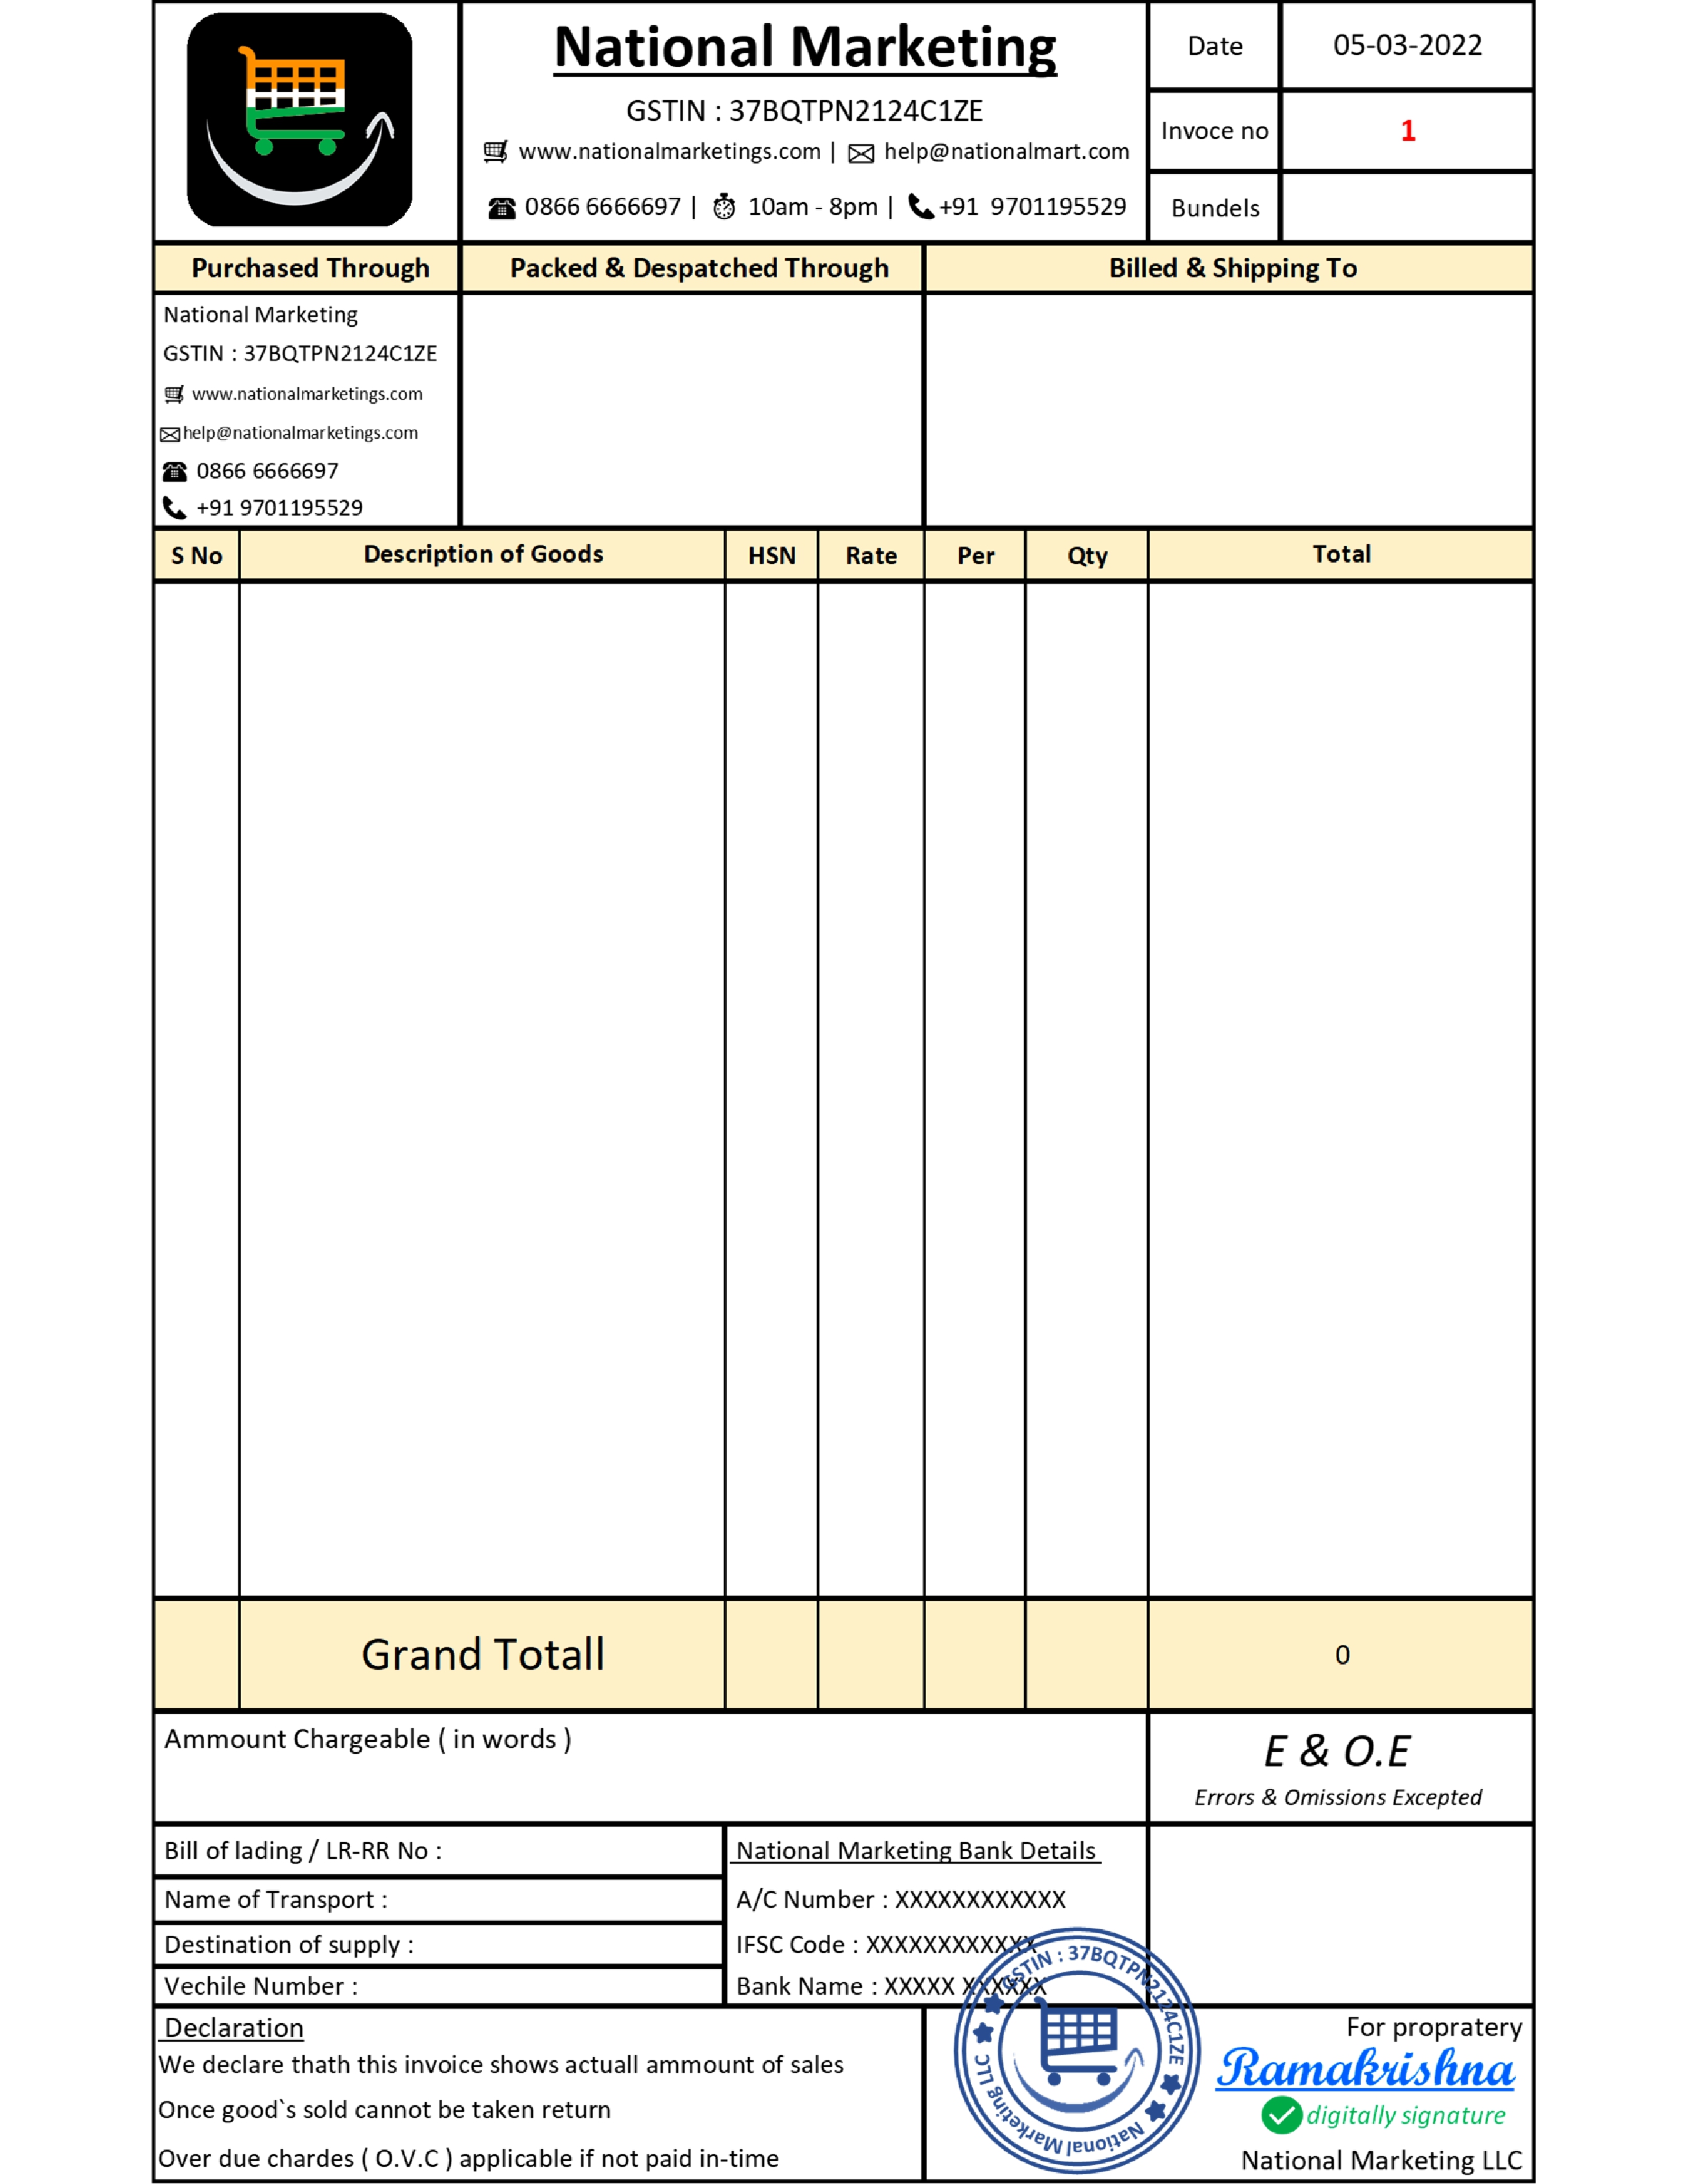 National Marketing
GSTIN : 37BQTPN2124C1ZE
www.nationalmarketings.com | help@nationalmart.com
0866 6666697 | 10am - 8pm | +91 9701195529
Date 05-03-2022
Invoce no 1
Bundels
Purchased Through Packed & Despatched Through Billed & Shipping To
National Marketing
GSTIN : 37BQTPN2124C1ZE
www.nationalmarketings.com
help@nationalmarketings.com
0866 6666697
+91 9701195529
S No Description of Goods HSN Rate Per Qty Total
Grand Totall 0
Ammount Chargeable ( in words )
E & O.E
Errors & Omissions Excepted
Bill of lading / LR-RR No :
Name of Transport :
Destination of supply :
Vechile Number :
National Marketing Bank Details
A/C Number : XXXXXXXXXXXX
IFSC Code : XXXXXXXXXXXX
Bank Name : XXXXX XXXXXX
Declaration
We declare thath this invoice shows actuall ammount of sales
Once good`s sold cannot be taken return
Over due chardes ( O.V.C ) applicable if not paid in-time
GSTIN : 37BQTPN2124C1ZE
National Marketing LLC
For propratery
Ramakrishna
digitally signature
National Marketing LLC